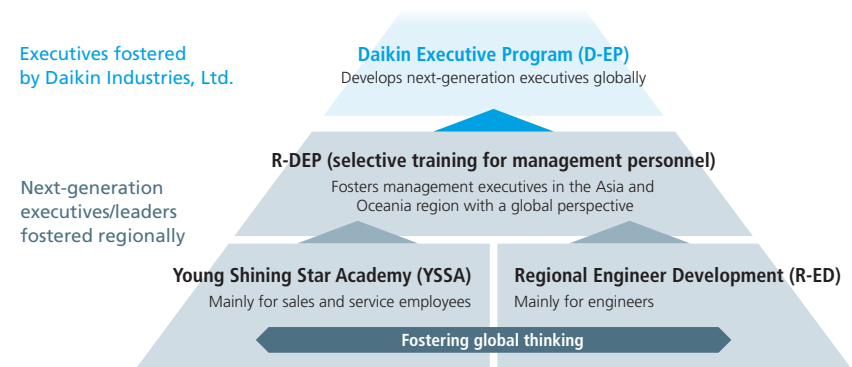 Executives fostered
by Daikin Industries, Ltd.
Daikin Executive Program (D-EP)
Develops next-generation executives globally
Next-generation
executives/leaders
fostered regionally
R-DEP (selective training for management personnel)
Fosters management executives in the Asia and
Oceania region with a global perspective
Young Shining Star Academy (YSSA)
Mainly for sales and service employees
Regional Engineer Development (R-ED)
Mainly for engineers
Fostering global thinking